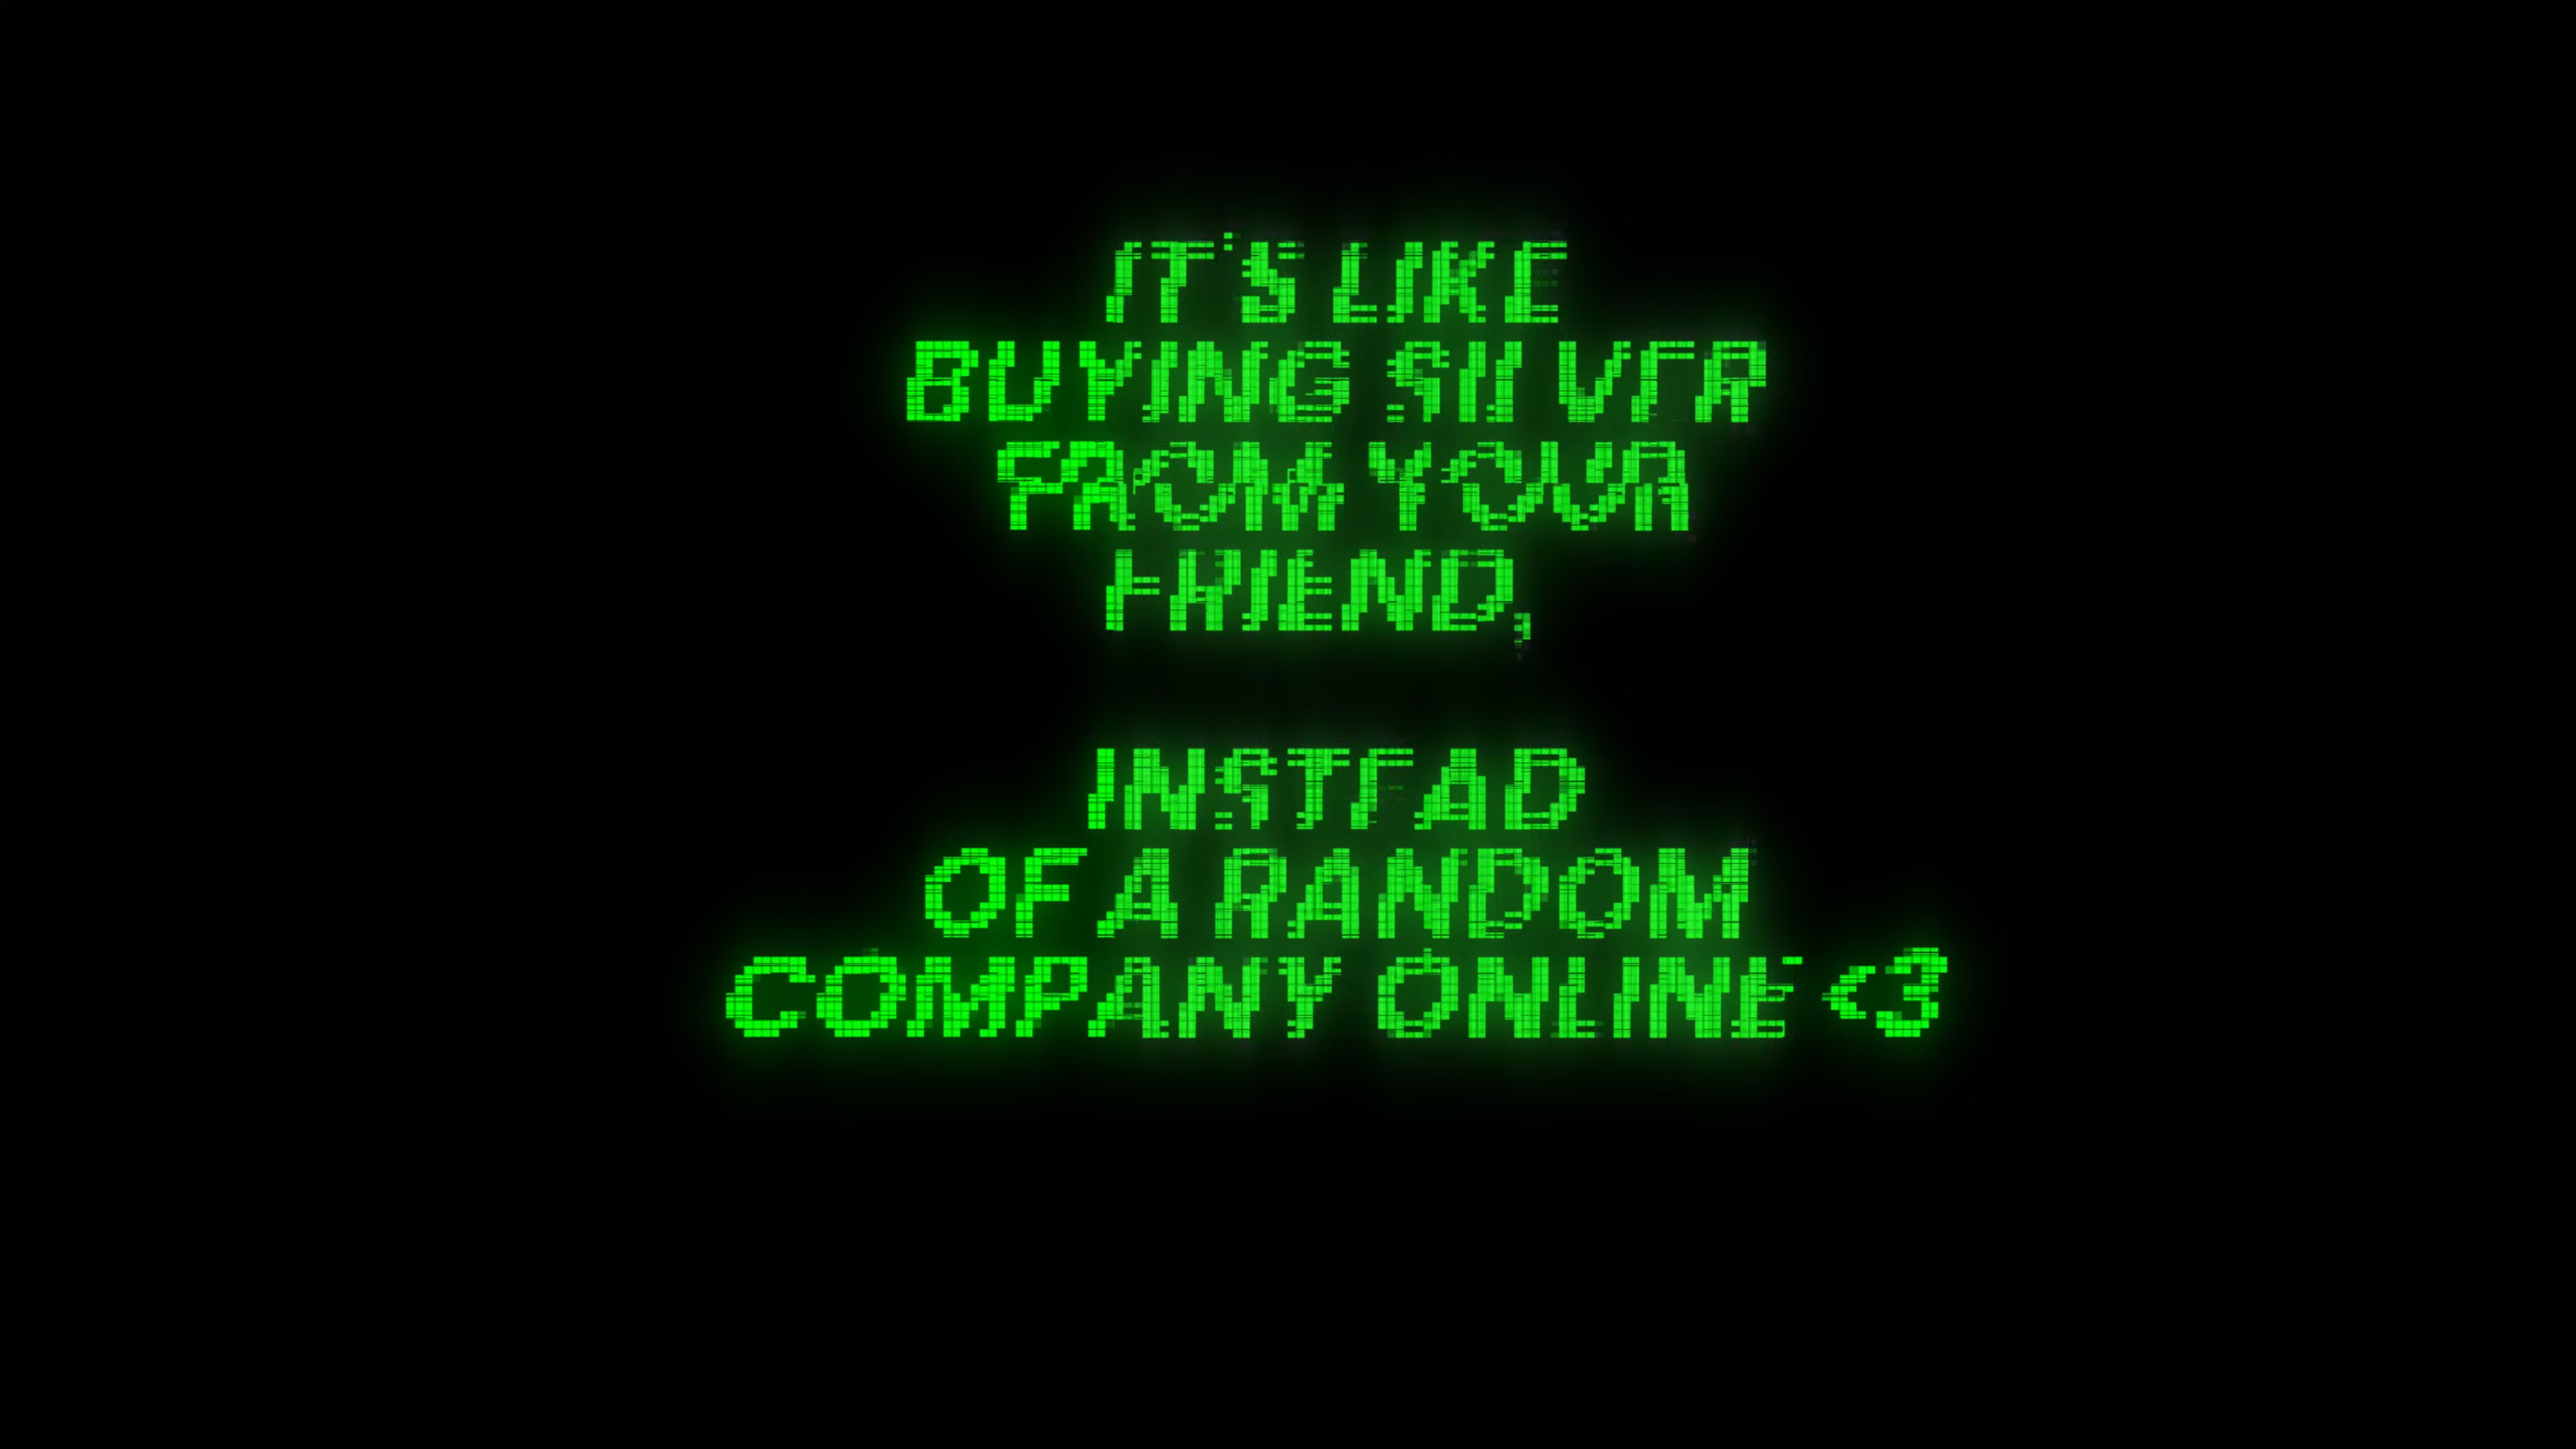 IT'S LIKE
BUYING SILVER
FROM YOUR
FRIEND,
INSTEAD
OF A RANDOM
COMPANY ONLINE <3